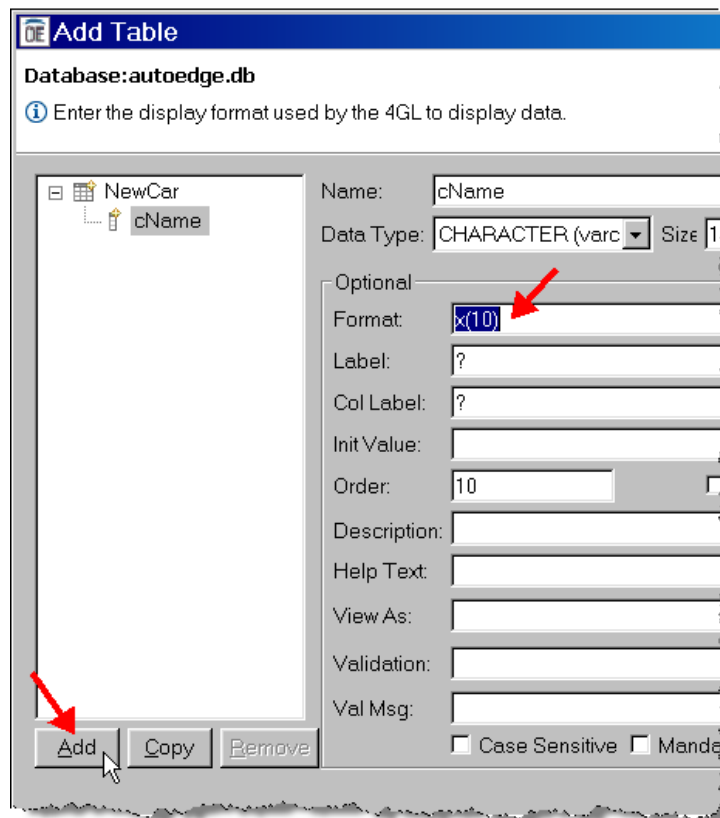 OE Add Table
Database:autoedge.db
Enter the display format used by the 4GL to display data.
NewCar
cName
Name: cName
Data Type: CHARACTER (varc Size 1
Optional
Format: x(10)
Label: ?
Col Label: ?
Init Value:
Order: 10
Description:
Help Text:
View As:
Validation:
Val Msg:
Add Copy Remove
Case Sensitive Manda